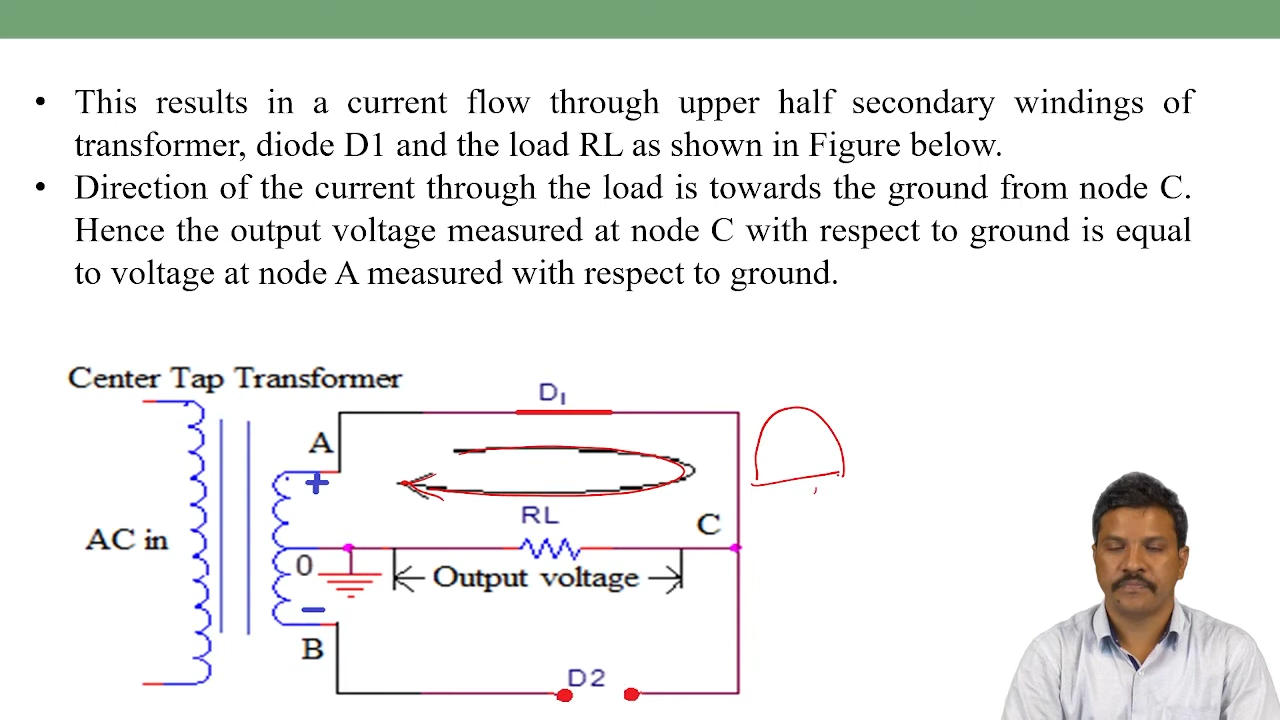 • This results in a current flow through upper half secondary windings of
transformer, diode D1 and the load RL as shown in Figure below.
• Direction of the current through the load is towards the ground from node C.
Hence the output voltage measured at node C with respect to ground is equal
to voltage at node A measured with respect to ground.
Center Tap Transformer
D1
A
+
RL
C
AC in
0
Output voltage
−
B
D2